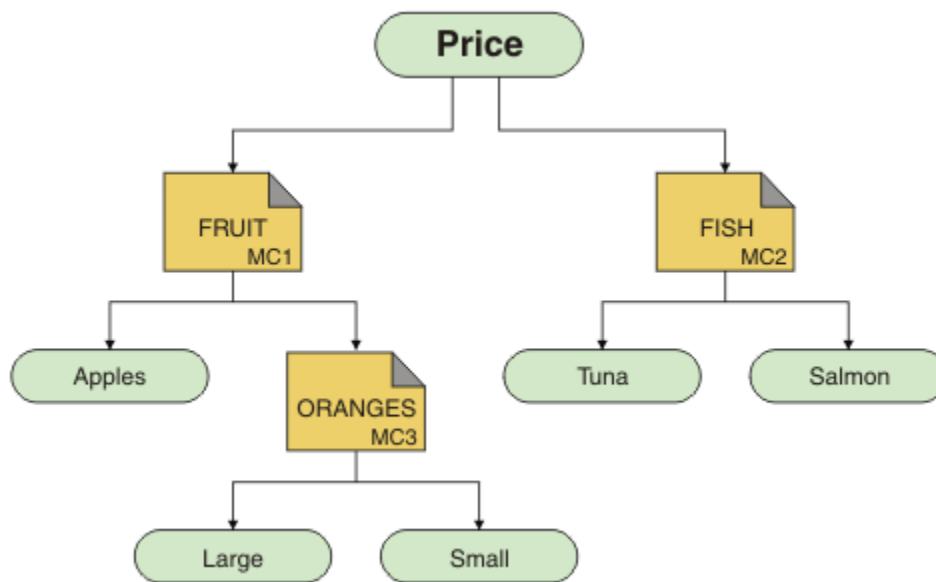 Price
FRUIT
MC1
FISH
MC2
Apples
ORANGES
MC3
Tuna
Salmon
Large
Small